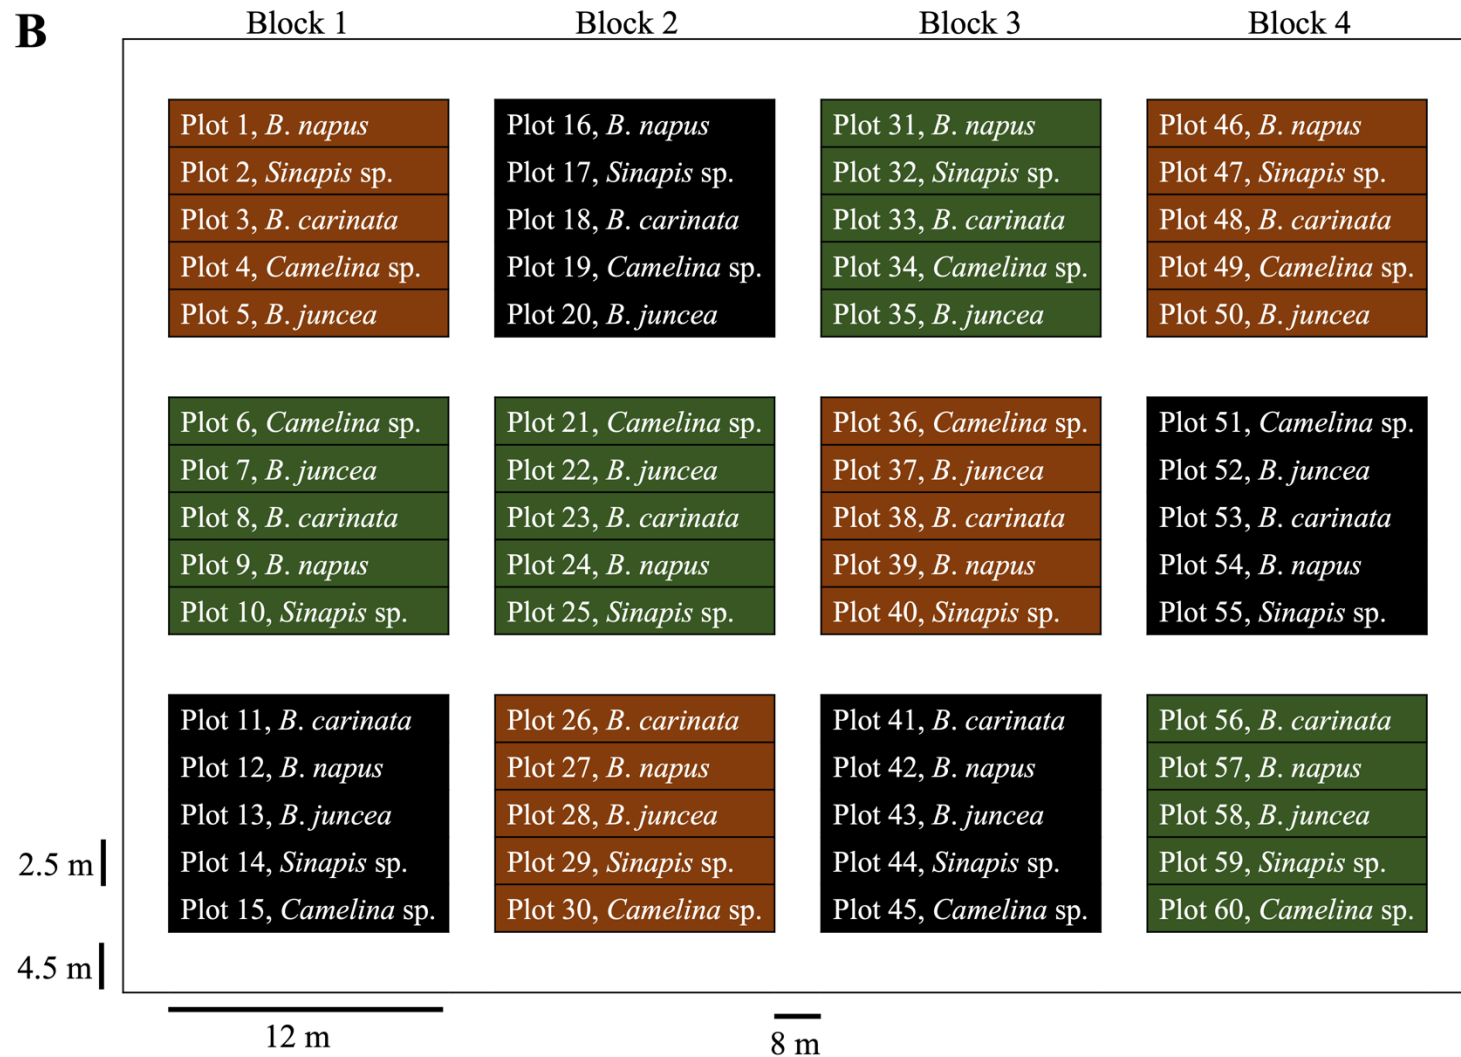 B
Block 1
Block 2
Block 3
Block 4
Plot 1, B. napus
Plot 2, Sinapis sp.
Plot 3, B. carinata
Plot 4, Camelina sp.
Plot 5, B. juncea
Plot 16, B. napus
Plot 17, Sinapis sp.
Plot 18, B. carinata
Plot 19, Camelina sp.
Plot 20, B. juncea
Plot 31, B. napus
Plot 32, Sinapis sp.
Plot 33, B. carinata
Plot 34, Camelina sp.
Plot 35, B. juncea
Plot 46, B. napus
Plot 47, Sinapis sp.
Plot 48, B. carinata
Plot 49, Camelina sp.
Plot 50, B. juncea
Plot 6, Camelina sp.
Plot 7, B. juncea
Plot 8, B. carinata
Plot 9, B. napus
Plot 10, Sinapis sp.
Plot 21, Camelina sp.
Plot 22, B. juncea
Plot 23, B. carinata
Plot 24, B. napus
Plot 25, Sinapis sp.
Plot 36, Camelina sp.
Plot 37, B. juncea
Plot 38, B. carinata
Plot 39, B. napus
Plot 40, Sinapis sp.
Plot 51, Camelina sp.
Plot 52, B. juncea
Plot 53, B. carinata
Plot 54, B. napus
Plot 55, Sinapis sp.
Plot 11, B. carinata
Plot 12, B. napus
Plot 13, B. juncea
Plot 14, Sinapis sp.
Plot 15, Camelina sp.
Plot 26, B. carinata
Plot 27, B. napus
Plot 28, B. juncea
Plot 29, Sinapis sp.
Plot 30, Camelina sp.
Plot 41, B. carinata
Plot 42, B. napus
Plot 43, B. juncea
Plot 44, Sinapis sp.
Plot 45, Camelina sp.
Plot 56, B. carinata
Plot 57, B. napus
Plot 58, B. juncea
Plot 59, Sinapis sp.
Plot 60, Camelina sp.
2.5 m
4.5 m
12 m
8 m